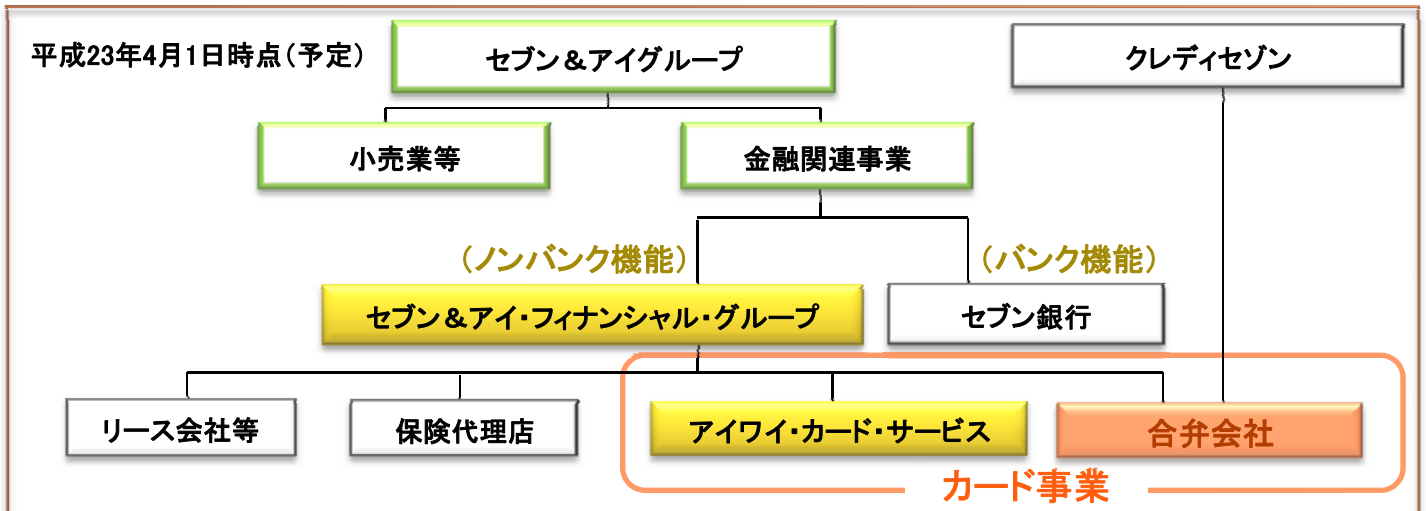 平成23年4月1日時点(予定)
セブン&アイグループ
クレディセゾン
小売業等
金融関連事業
(ノンバンク機能)
(バンク機能)
セブン&アイ・フィナンシャル・グループ
セブン銀行
リース会社等
保険代理店
アイワイ・カード・サービス
合弁会社
カード事業